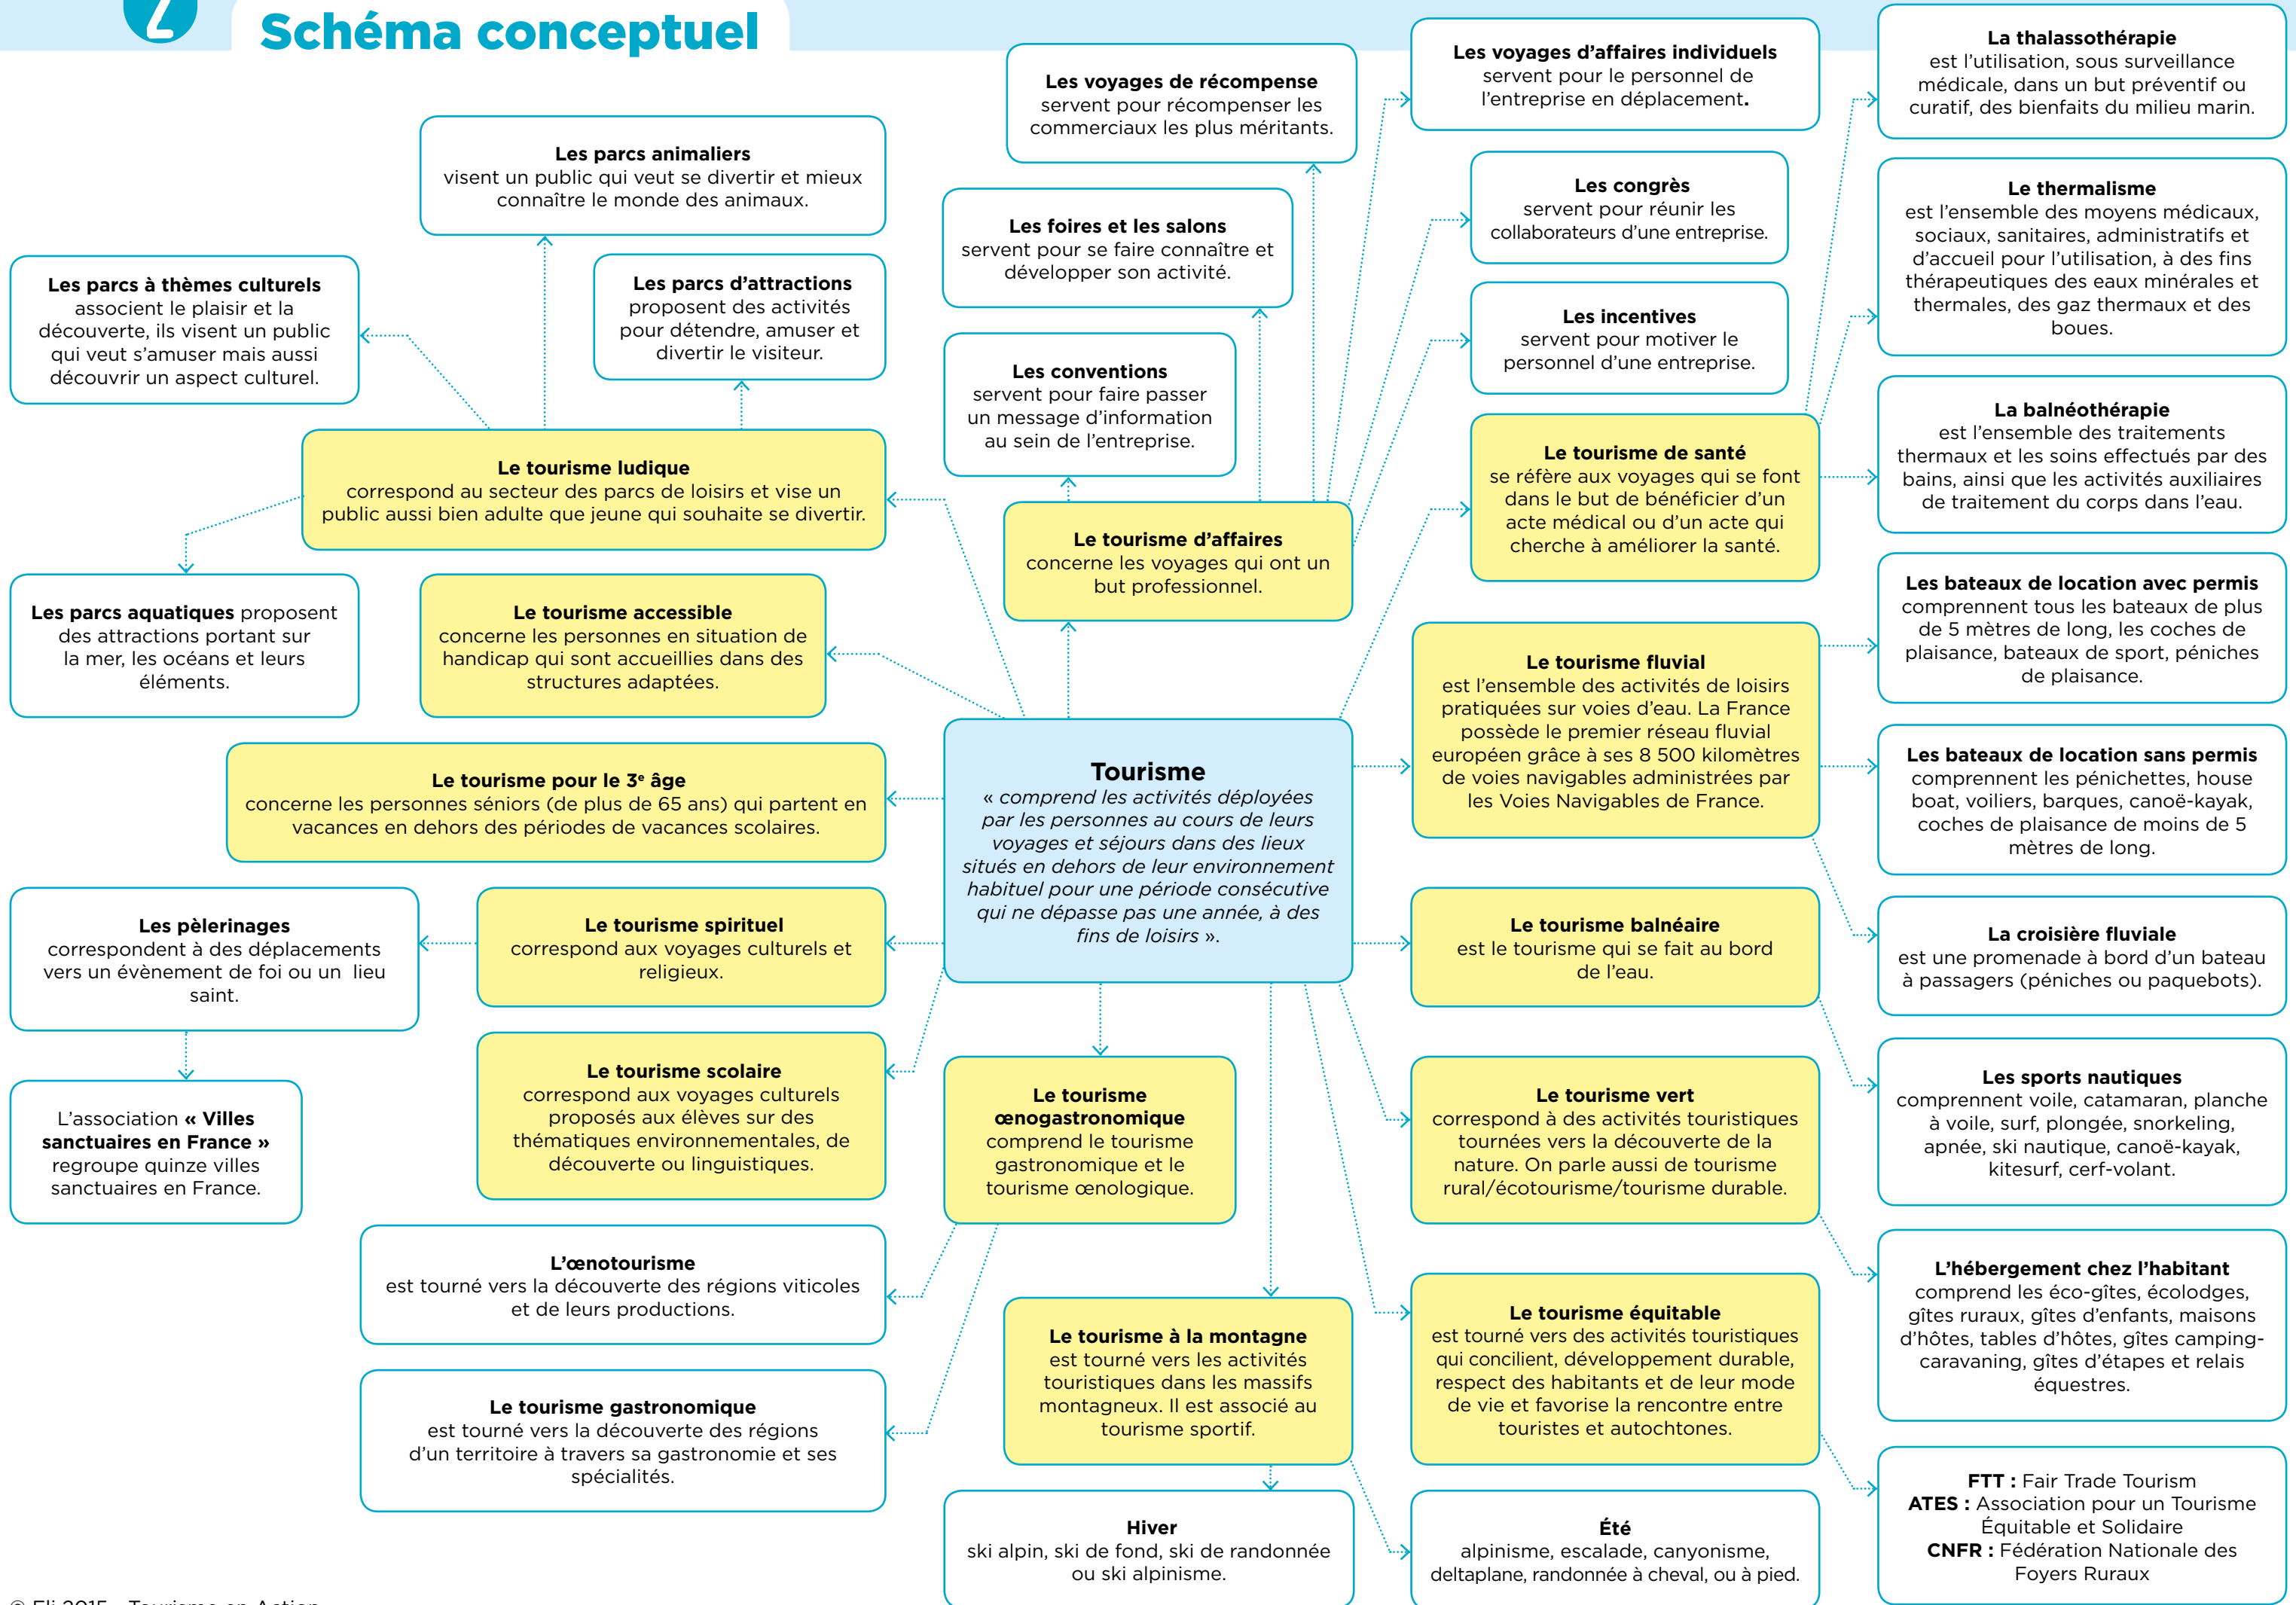 2
Schéma conceptuel
Les parcs animaliers
visent un public qui veut se divertir et mieux
connaître le monde des animaux.
Les parcs à thèmes culturels
associent le plaisir et la
découverte, ils visent un public
qui veut s’amuser mais aussi
découvrir un aspect culturel.
Les parcs d’attractions
proposent des activités
pour détendre, amuser et
divertir le visiteur.
Le tourisme ludique
correspond au secteur des parcs de loisirs et vise un
public aussi bien adulte que jeune qui souhaite se divertir.
Les parcs aquatiques proposent
des attractions portant sur
la mer, les océans et leurs
éléments.
Le tourisme accessible
concerne les personnes en situation de
handicap qui sont accueillies dans des
structures adaptées.
Le tourisme pour le 3e âge
concerne les personnes séniors (de plus de 65 ans) qui partent en
vacances en dehors des périodes de vacances scolaires.
Les pèlerinages
correspondent à des déplacements
vers un évènement de foi ou un lieu
saint.
Le tourisme spirituel
correspond aux voyages culturels et
religieux.
L’association « Villes
sanctuaires en France »
regroupe quinze villes
sanctuaires en France.
Le tourisme scolaire
correspond aux voyages culturels
proposés aux élèves sur des
thématiques environnementales, de
découverte ou linguistiques.
L’œnotourisme
est tourné vers la découverte des régions viticoles
et de leurs productions.
Le tourisme gastronomique
est tourné vers la découverte des régions
d’un territoire à travers sa gastronomie et ses
spécialités.
Les voyages de récompense
servent pour récompenser les
commerciaux les plus méritants.
Les foires et les salons
servent pour se faire connaître et
développer son activité.
Les conventions
servent pour faire passer
un message d’information
au sein de l’entreprise.
Le tourisme d’affaires
concerne les voyages qui ont un
but professionnel.
Tourisme
« comprend les activités déployées
par les personnes au cours de leurs
voyages et séjours dans des lieux
situés en dehors de leur environnement
habituel pour une période consécutive
qui ne dépasse pas une année, à des
fins de loisirs ».
Le tourisme
œnogastronomique
comprend le tourisme
gastronomique et le
tourisme œnologique.
Le tourisme à la montagne
est tourné vers les activités
touristiques dans les massifs
montagneux. Il est associé au
tourisme sportif.
Hiver
ski alpin, ski de fond, ski de randonnée
ou ski alpinisme.
Les voyages d’affaires individuels
servent pour le personnel de
l’entreprise en déplacement.
Les congrès
servent pour réunir les
collaborateurs d’une entreprise.
Les incentives
servent pour motiver le
personnel d’une entreprise.
Le tourisme de santé
se réfère aux voyages qui se font
dans le but de bénéficier d’un
acte médical ou d’un acte qui
cherche à améliorer la santé.
Le tourisme fluvial
est l’ensemble des activités de loisirs
pratiquées sur voies d’eau. La France
possède le premier réseau fluvial
européen grâce à ses 8 500 kilomètres
de voies navigables administrées par
les Voies Navigables de France.
Le tourisme balnéaire
est le tourisme qui se fait au bord
de l’eau.
Le tourisme vert
correspond à des activités touristiques
tournées vers la découverte de la
nature. On parle aussi de tourisme
rural/écotourisme/tourisme durable.
Le tourisme équitable
est tourné vers des activités touristiques
qui concilient, développement durable,
respect des habitants et de leur mode
de vie et favorise la rencontre entre
touristes et autochtones.
Été
alpinisme, escalade, canyonisme,
deltaplane, randonnée à cheval, ou à pied.
La thalassothérapie
est l’utilisation, sous surveillance
médicale, dans un but préventif ou
curatif, des bienfaits du milieu marin.
Le thermalisme
est l’ensemble des moyens médicaux,
sociaux, sanitaires, administratifs et
d’accueil pour l’utilisation, à des fins
thérapeutiques des eaux minérales et
thermales, des gaz thermaux et des
boues.
La balnéothérapie
est l’ensemble des traitements
thermaux et les soins effectués par des
bains, ainsi que les activités auxiliaires
de traitement du corps dans l’eau.
Les bateaux de location avec permis
comprennent tous les bateaux de plus
de 5 mètres de long, les coches de
plaisance, bateaux de sport, péniches
de plaisance.
Les bateaux de location sans permis
comprennent les pénichettes, house
boat, voiliers, barques, canoë-kayak,
coches de plaisance de moins de 5
mètres de long.
La croisière fluviale
est une promenade à bord d’un bateau
à passagers (péniches ou paquebots).
Les sports nautiques
comprennent voile, catamaran, planche
à voile, surf, plongée, snorkeling,
apnée, ski nautique, canoë-kayak,
kitesurf, cerf-volant.
L’hébergement chez l’habitant
comprend les éco-gîtes, écolodges,
gîtes ruraux, gîtes d’enfants, maisons
d’hôtes, tables d’hôtes, gîtes camping-
caravaning, gîtes d’étapes et relais
équestres.
FTT : Fair Trade Tourism
ATES : Association pour un Tourisme
Équitable et Solidaire
CNFR : Fédération Nationale des
Foyers Ruraux
© Eli 2015 - Tourisme en Action